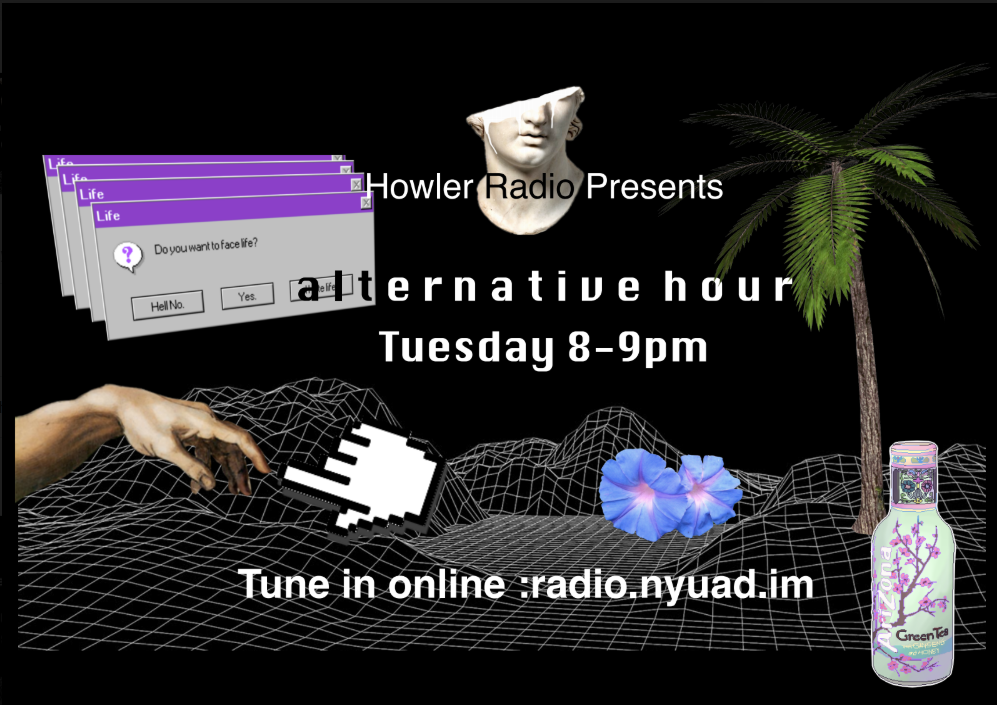 Life
Life
Life
Life
Do you want to face life?
Hell No.
Yes.
life
Howler Radio Presents
alternative hour
Tuesday 8-9pm
Tune in online :radio.nyuad.im
AriZona
Green Tea